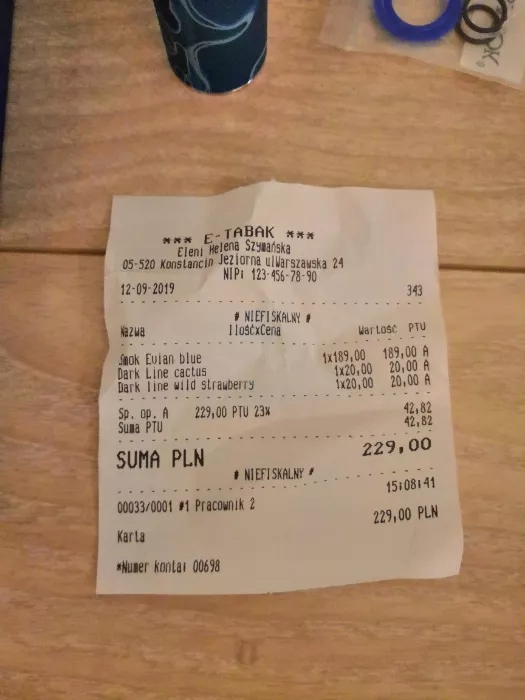 *** E-TABAK ***
Eleni Helena Szymańska
05-520 Konstancin Jeziorna ulWarszawska 24
NIP: 123-456-78-90
12-09-2019 343
# NIEFISKALNY #
Nazwa IlośćxCena Wartość PTU
Smok Evian blue 1x189,00 189,00 A
Dark Line cactus 1x20,00 20,00 A
Dark line wild strawberry 1x20,00 20,00 A
Sp. op. A 229,00 PTU 23% 42,82
Suma PTU 42,82
SUMA PLN 229,00
# NIEFISKALNY #
15:08:41
00033/0001 #1 Pracownik 2
229,00 PLN
Karta
*Numer konta: 00698